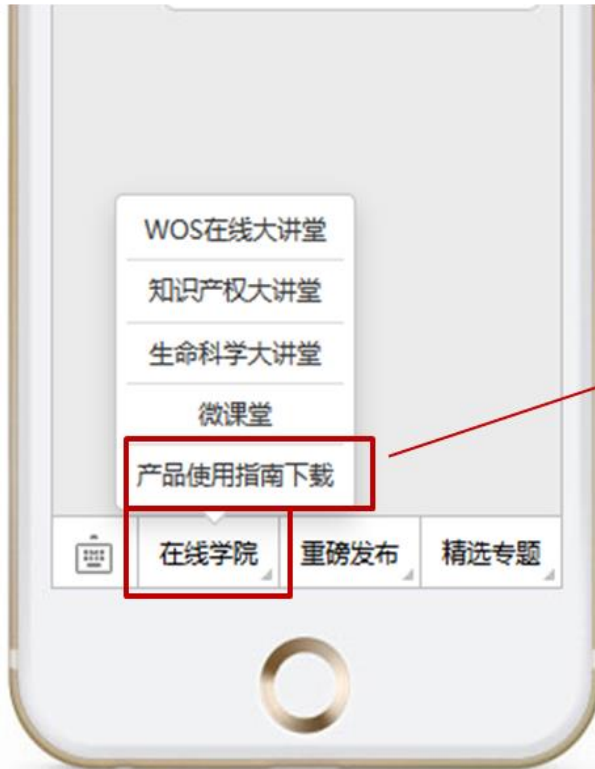 WOS在线大讲堂
知识产权大讲堂
生命科学大讲堂
微课堂
产品使用指南下载
在线学院 重磅发布 精选专题